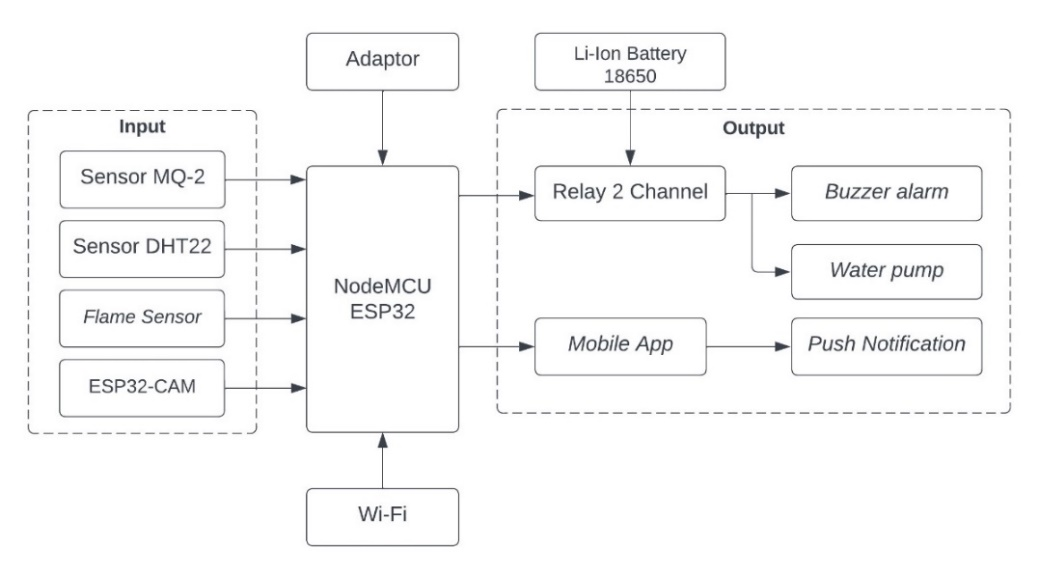 Adaptor
Li-Ion Battery
18650
Input
Output
Sensor MQ-2
Sensor DHT22
Flame Sensor
ESP32-CAM
NodeMCU
ESP32
Relay 2 Channel
Buzzer alarm
Water pump
Mobile App
Push Notification
Wi-Fi